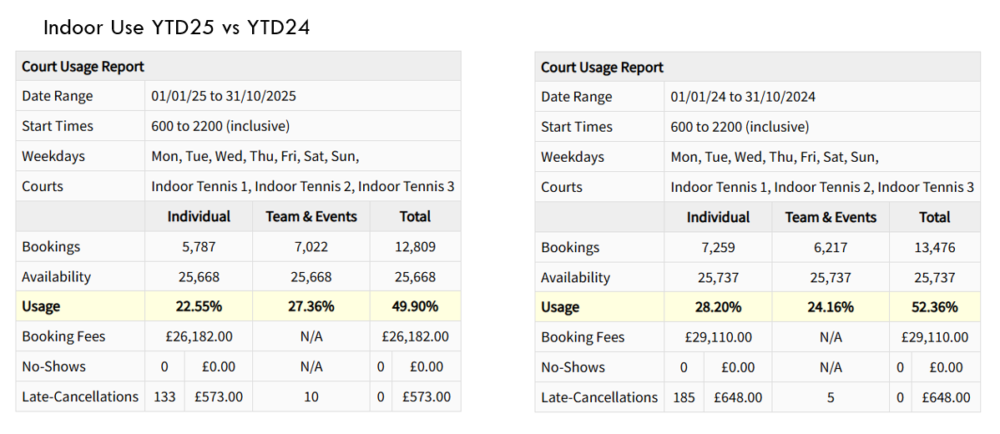 Indoor Use YTD25 vs YTD24
Court Usage Report
Date Range 01/01/25 to 31/10/2025
Start Times 600 to 2200 (inclusive)
Weekdays Mon, Tue, Wed, Thu, Fri, Sat, Sun,
Courts Indoor Tennis 1, Indoor Tennis 2, Indoor Tennis 3
Individual Team & Events Total
Bookings 5,787 7,022 12,809
Availability 25,668 25,668 25,668
Usage 22.55% 27.36% 49.90%
Booking Fees £26,182.00 N/A £26,182.00
No-Shows 0 £0.00 N/A 0 £0.00
Late-Cancellations 133 £573.00 10 0 £573.00
Court Usage Report
Date Range 01/01/24 to 31/10/2024
Start Times 600 to 2200 (inclusive)
Weekdays Mon, Tue, Wed, Thu, Fri, Sat, Sun,
Courts Indoor Tennis 1, Indoor Tennis 2, Indoor Tennis 3
Individual Team & Events Total
Bookings 7,259 6,217 13,476
Availability 25,737 25,737 25,737
Usage 28.20% 24.16% 52.36%
Booking Fees £29,110.00 N/A £29,110.00
No-Shows 0 £0.00 N/A 0 £0.00
Late-Cancellations 185 £648.00 5 0 £648.00